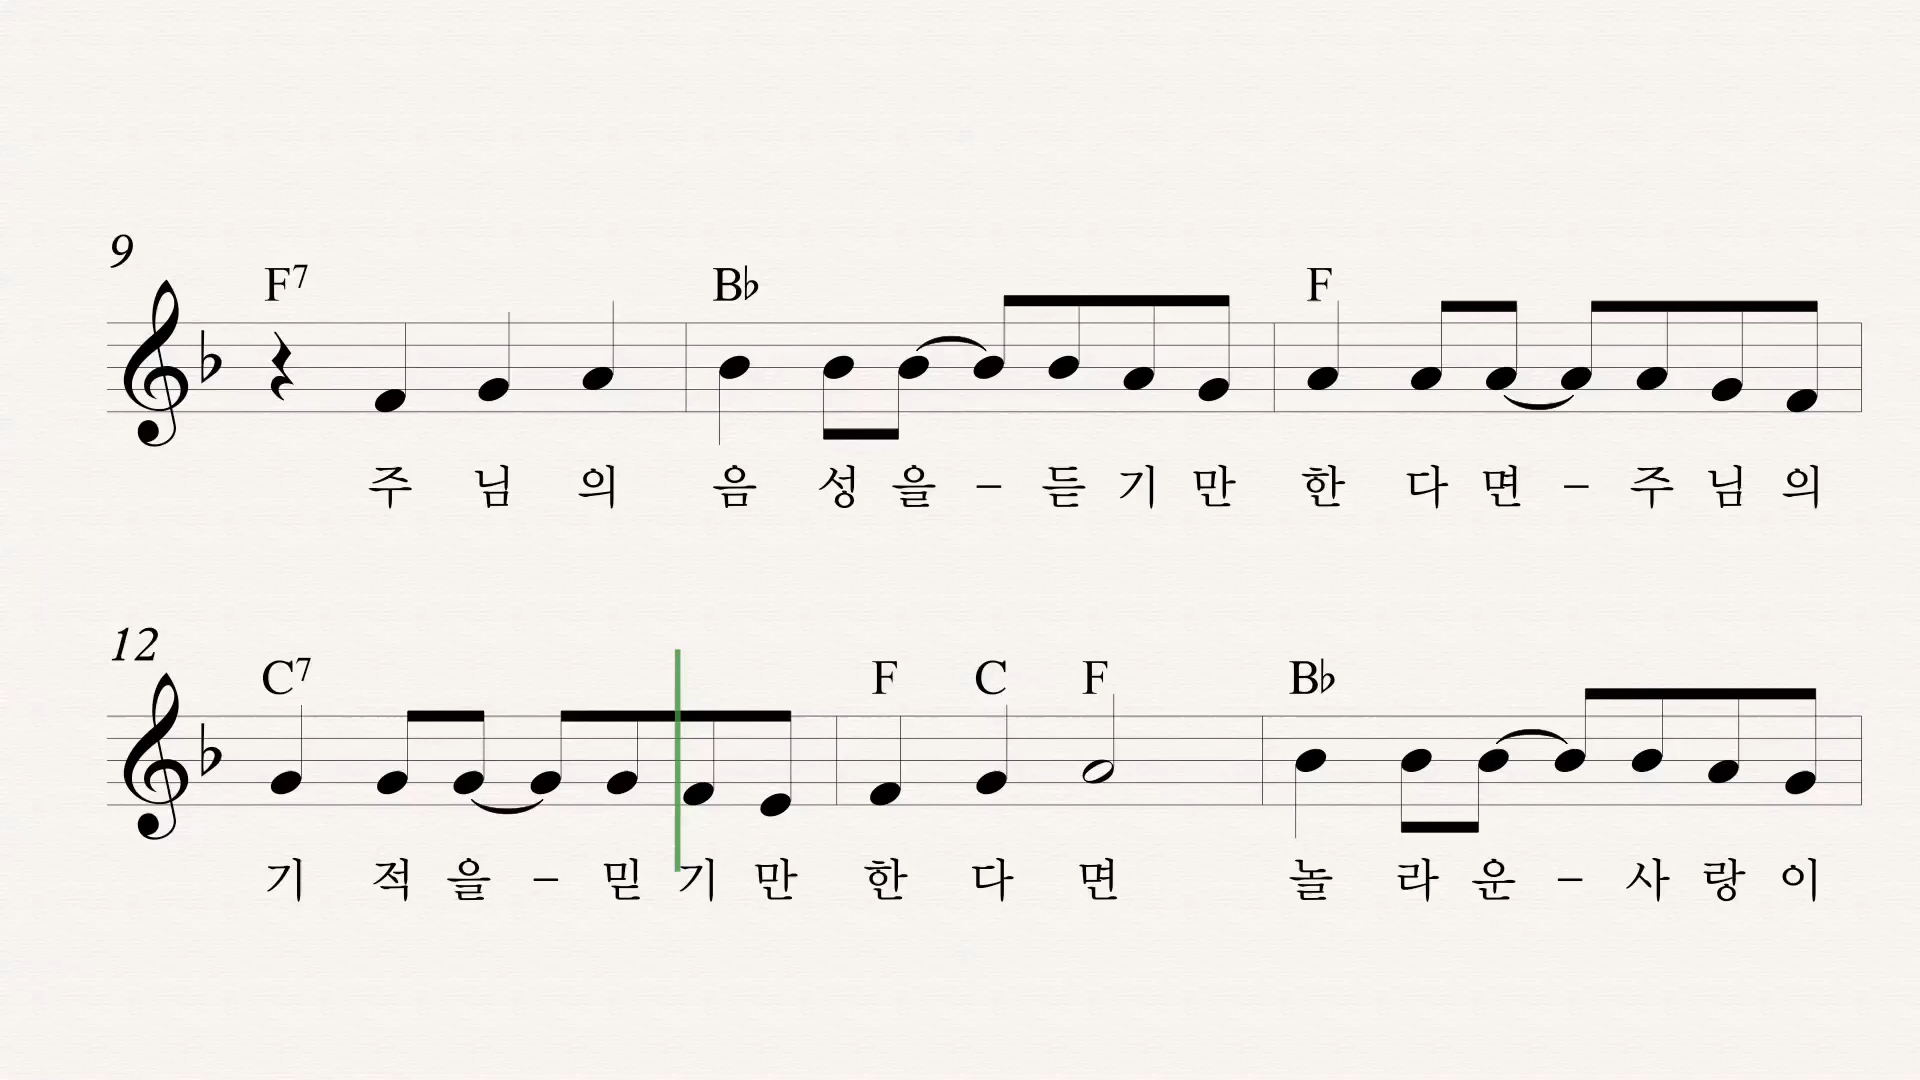 9
F7 B♭ F
주 님 의 음 성 을 – 듣 기 만 한 다 면 – 주 님 의
12
C7 F C F B♭
기 적 을 – 믿 기 만 한 다 면 놀 라 운 – 사 랑 이